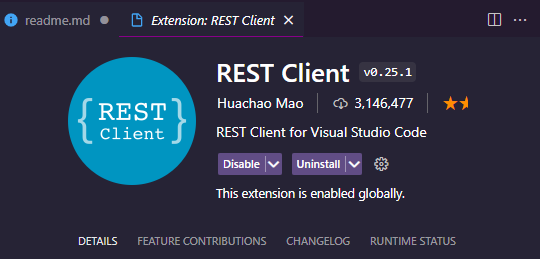 readme.md
Extension: REST Client
REST Client v0.25.1
{REST
Client}
Huachao Mao 3,146,477
REST Client for Visual Studio Code
Disable Uninstall
This extension is enabled globally.
DETAILS FEATURE CONTRIBUTIONS CHANGELOG RUNTIME STATUS